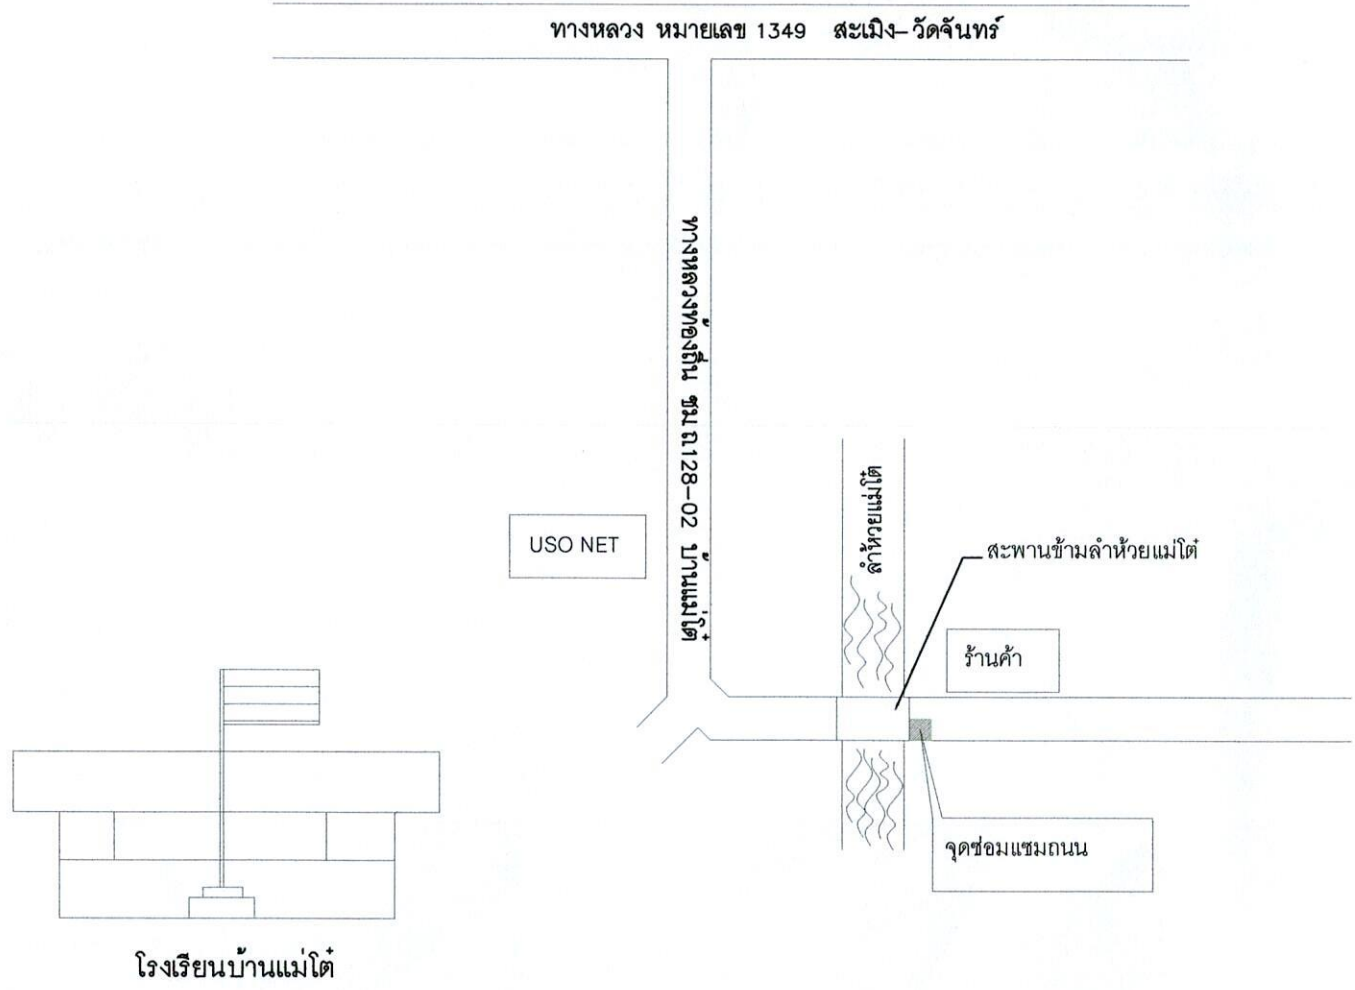 ทางหลวง หมายเลข 1349 สะเมิง-วัดจันทร์
ทางหลวงท้องถิ่น ชม.ถ.128-02 บ้านแม่โต๋
ลำห้วยแม่โต๋
USO NET
สะพานข้ามลำห้วยแม่โต๋
ร้านค้า
จุดซ่อมแซมถนน
โรงเรียนบ้านแม่โต๋